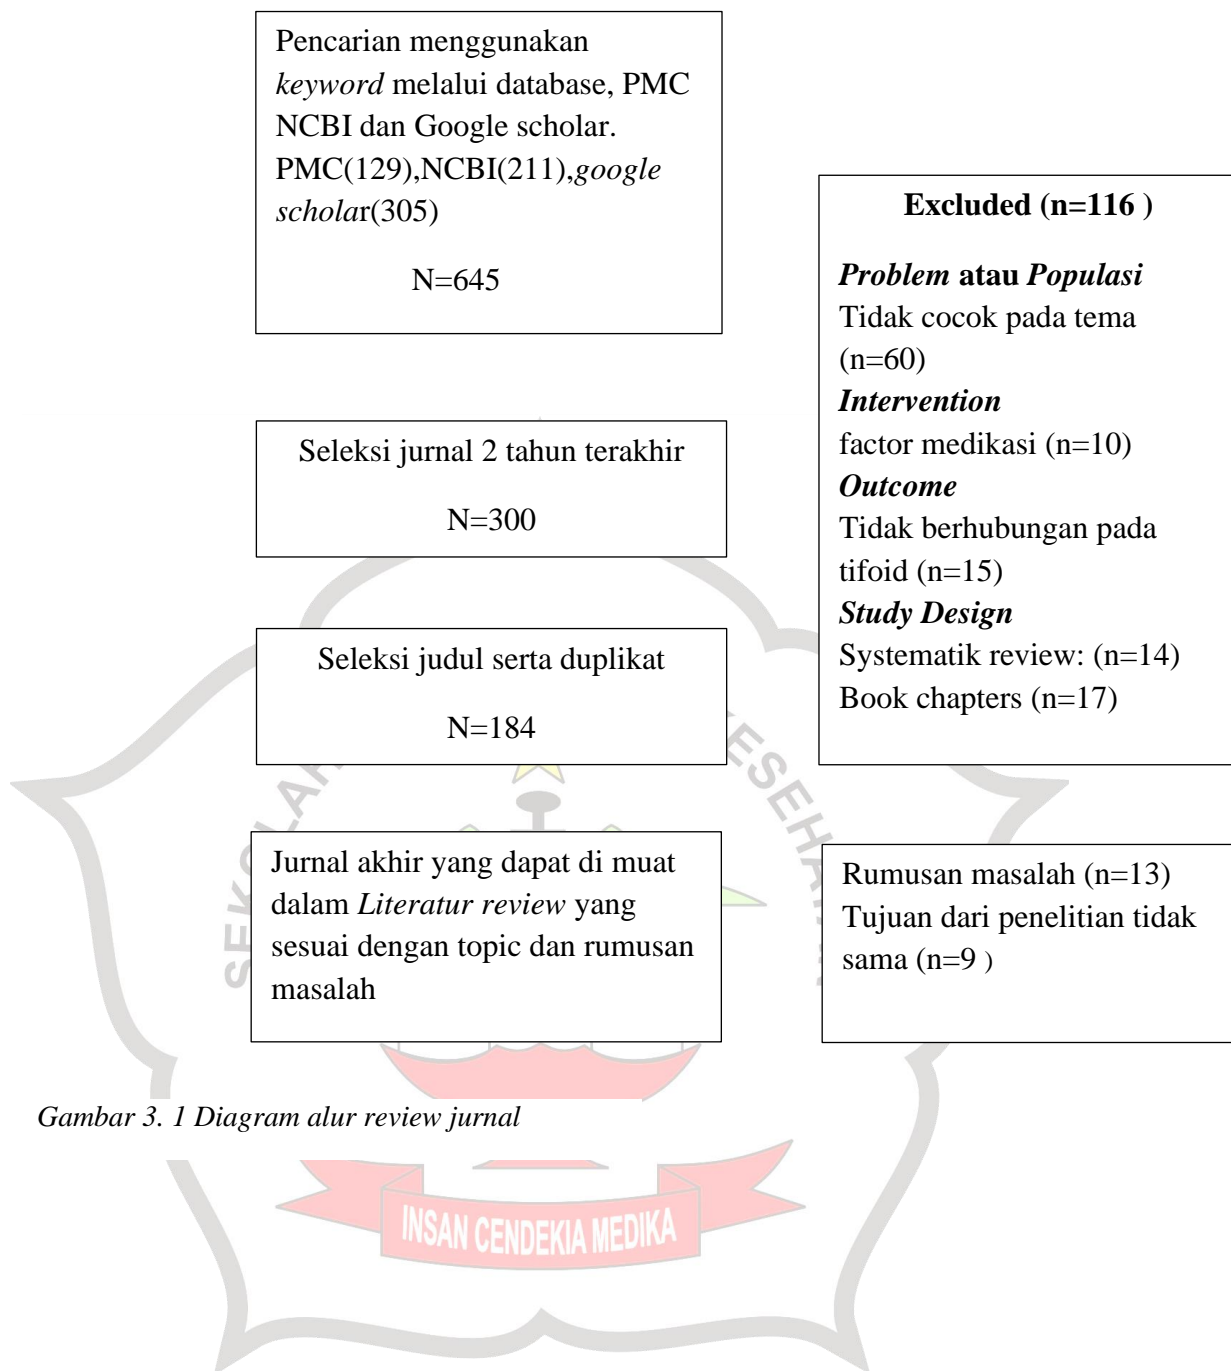 Pencarian menggunakan
keyword melalui database, PMC
NCBI dan Google scholar.
PMC(129),NCBI(211),google
scholar(305)
N=645
Excluded (n=116 )
Problem atau Populasi
Tidak cocok pada tema
(n=60)
Intervention
factor medikasi (n=10)
Outcome
Tidak berhubungan pada
tifoid (n=15)
Study Design
Systematik review: (n=14)
Book chapters (n=17)
Seleksi jurnal 2 tahun terakhir
N=300
Seleksi judul serta duplikat
N=184
Jurnal akhir yang dapat di muat
dalam Literatur review yang
sesuai dengan topic dan rumusan
masalah
Rumusan masalah (n=13)
Tujuan dari penelitian tidak
sama (n=9 )
Gambar 3. 1 Diagram alur review jurnal
INSAN CENDEKIA MEDIKA